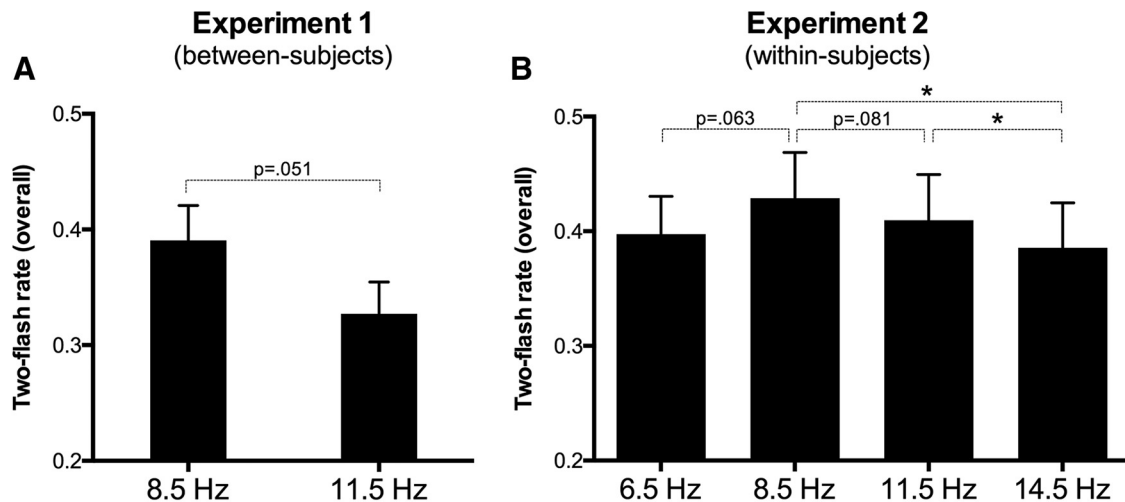 Experiment 1
(between-subjects)
A
Two-flash rate (overall)
0.5
0.4
0.3
0.2
p=.051
8.5 Hz 11.5 Hz
Experiment 2
(within-subjects)
B
Two-flash rate (overall)
0.5
0.4
0.3
0.2
*
p=.063 p=.081 *
6.5 Hz 8.5 Hz 11.5 Hz 14.5 Hz